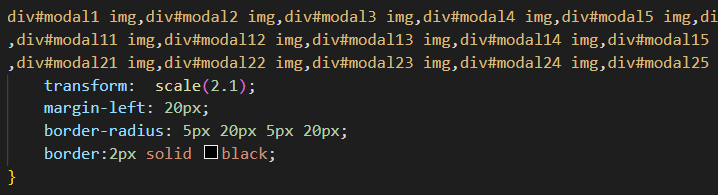 div#modal1 img,div#modal2 img,div#modal3 img,div#modal4 img,div#modal5 img,di
,div#modal11 img,div#modal12 img,div#modal13 img,div#modal14 img,div#modal15
,div#modal21 img,div#modal22 img,div#modal23 img,div#modal24 img,div#modal25
transform:  scale(2.1);
margin-left: 20px;
border-radius: 5px 20px 5px 20px;
border:2px solid black;
}